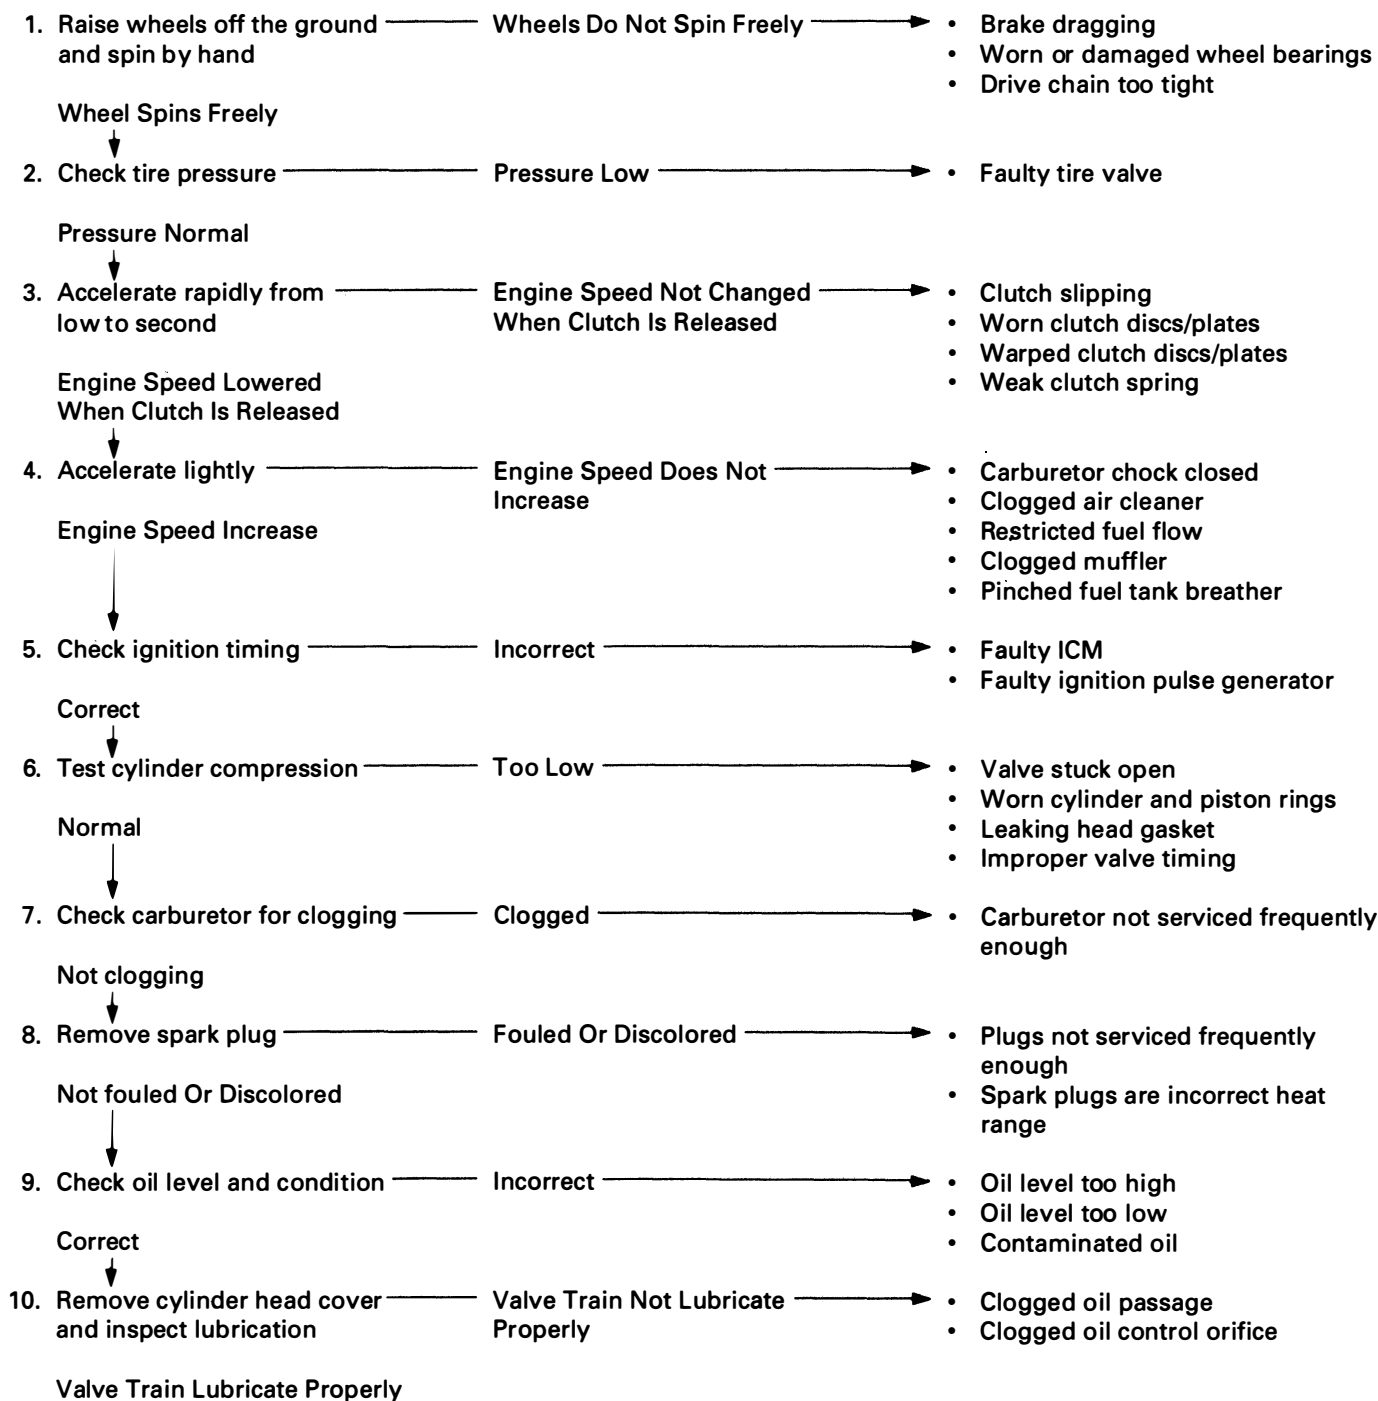 1. Raise wheels off the ground
and spin by hand
Wheels Do Not Spin Freely
• Brake dragging
• Worn or damaged wheel bearings
• Drive chain too tight
Wheel Spins Freely
2. Check tire pressure
Pressure Low
• Faulty tire valve
Pressure Normal
3. Accelerate rapidly from
low to second
Engine Speed Not Changed
When Clutch Is Released
• Clutch slipping
• Worn clutch discs/plates
• Warped clutch discs/plates
• Weak clutch spring
Engine Speed Lowered
When Clutch Is Released
4. Accelerate lightly
Engine Speed Does Not
Increase
• Carburetor chock closed
• Clogged air cleaner
• Restricted fuel flow
• Clogged muffler
• Pinched fuel tank breather
Engine Speed Increase
5. Check ignition timing
Incorrect
• Faulty ICM
• Faulty ignition pulse generator
Correct
6. Test cylinder compression
Too Low
• Valve stuck open
• Worn cylinder and piston rings
• Leaking head gasket
• Improper valve timing
Normal
7. Check carburetor for clogging
Clogged
• Carburetor not serviced frequently
enough
Not clogging
8. Remove spark plug
Fouled Or Discolored
• Plugs not serviced frequently
enough
• Spark plugs are incorrect heat
range
Not fouled Or Discolored
9. Check oil level and condition
Incorrect
• Oil level too high
• Oil level too low
• Contaminated oil
Correct
10. Remove cylinder head cover
and inspect lubrication
Valve Train Not Lubricate
Properly
• Clogged oil passage
• Clogged oil control orifice
Valve Train Lubricate Properly